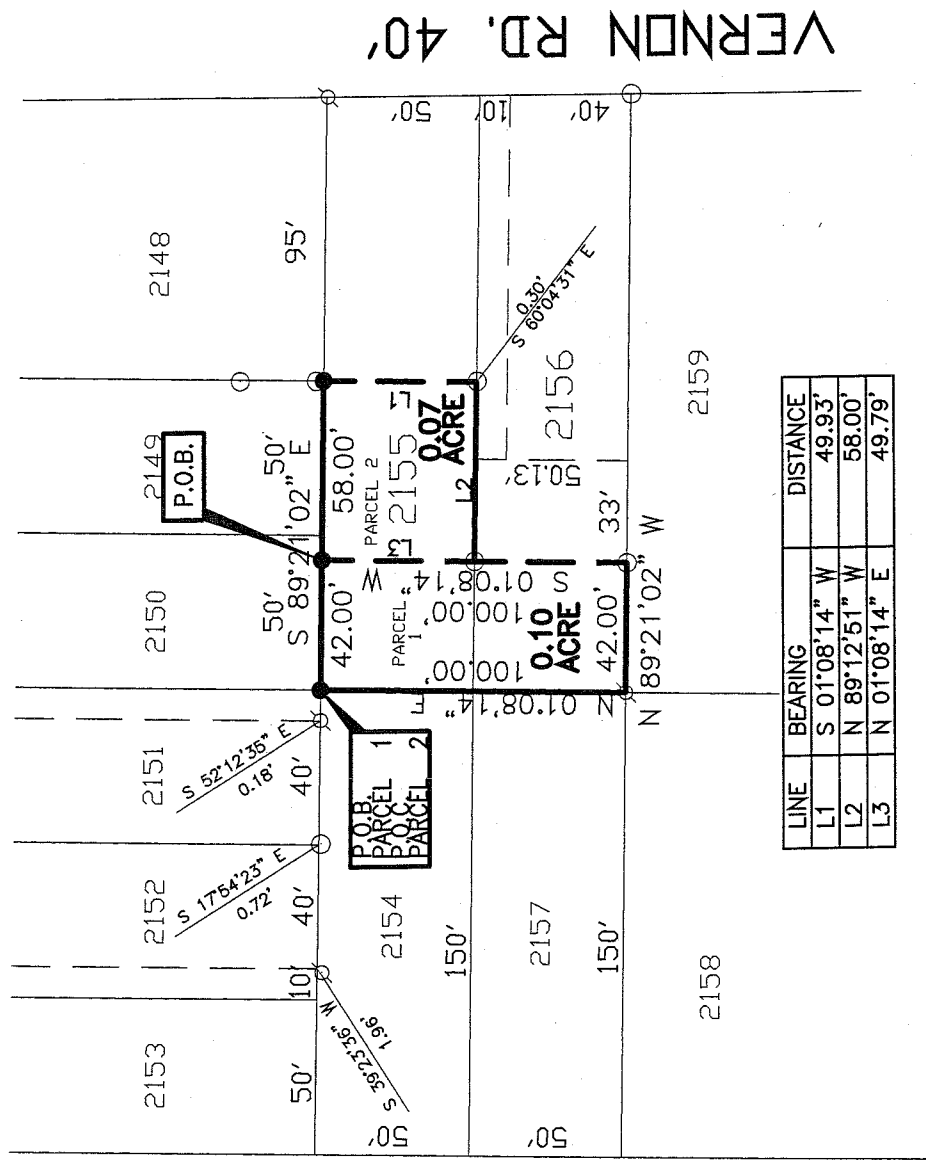 VERNON RD. 40'
2148
2149
2150
2151
2152
2153
95'
50'
50'
40'
40'
10'
50'
S 89°21'02" E
P.O.B.
50'
10'
40'
58.00'
42.00'
PARCEL 2
2155
0.07
ACRE
L1
L2
L3
0.30'
S 60°04'31" E
2156
50.13'
33'
PARCEL
1
S 01°08'14" W
100.00'
100.00'
N 01°08'14" E
0.10
ACRE
42.00'
N 89°21'02" W
S 52°12'35" E
0.18'
S 17°54'23" E
0.72'
S 39°23'36" W
1.96'
P.O.B.
PARCEL 1
P.O.C.
PARCEL 2
2154
150'
2157
150'
50'
50'
2158
2159
LINE BEARING DISTANCE
L1 S 01°08'14" W 49.93'
L2 N 89°12'51" W 58.00'
L3 N 01°08'14" E 49.79'